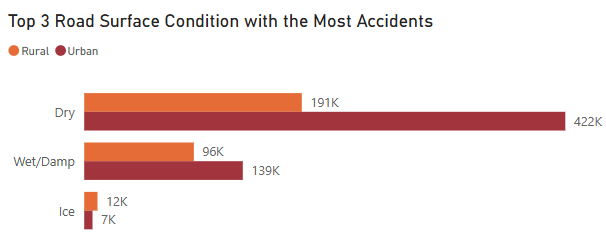 Top 3 Road Surface Condition with the Most Accidents
Rural Urban
Dry 191K
422K
Wet/Damp 96K
139K
Ice 12K
7K